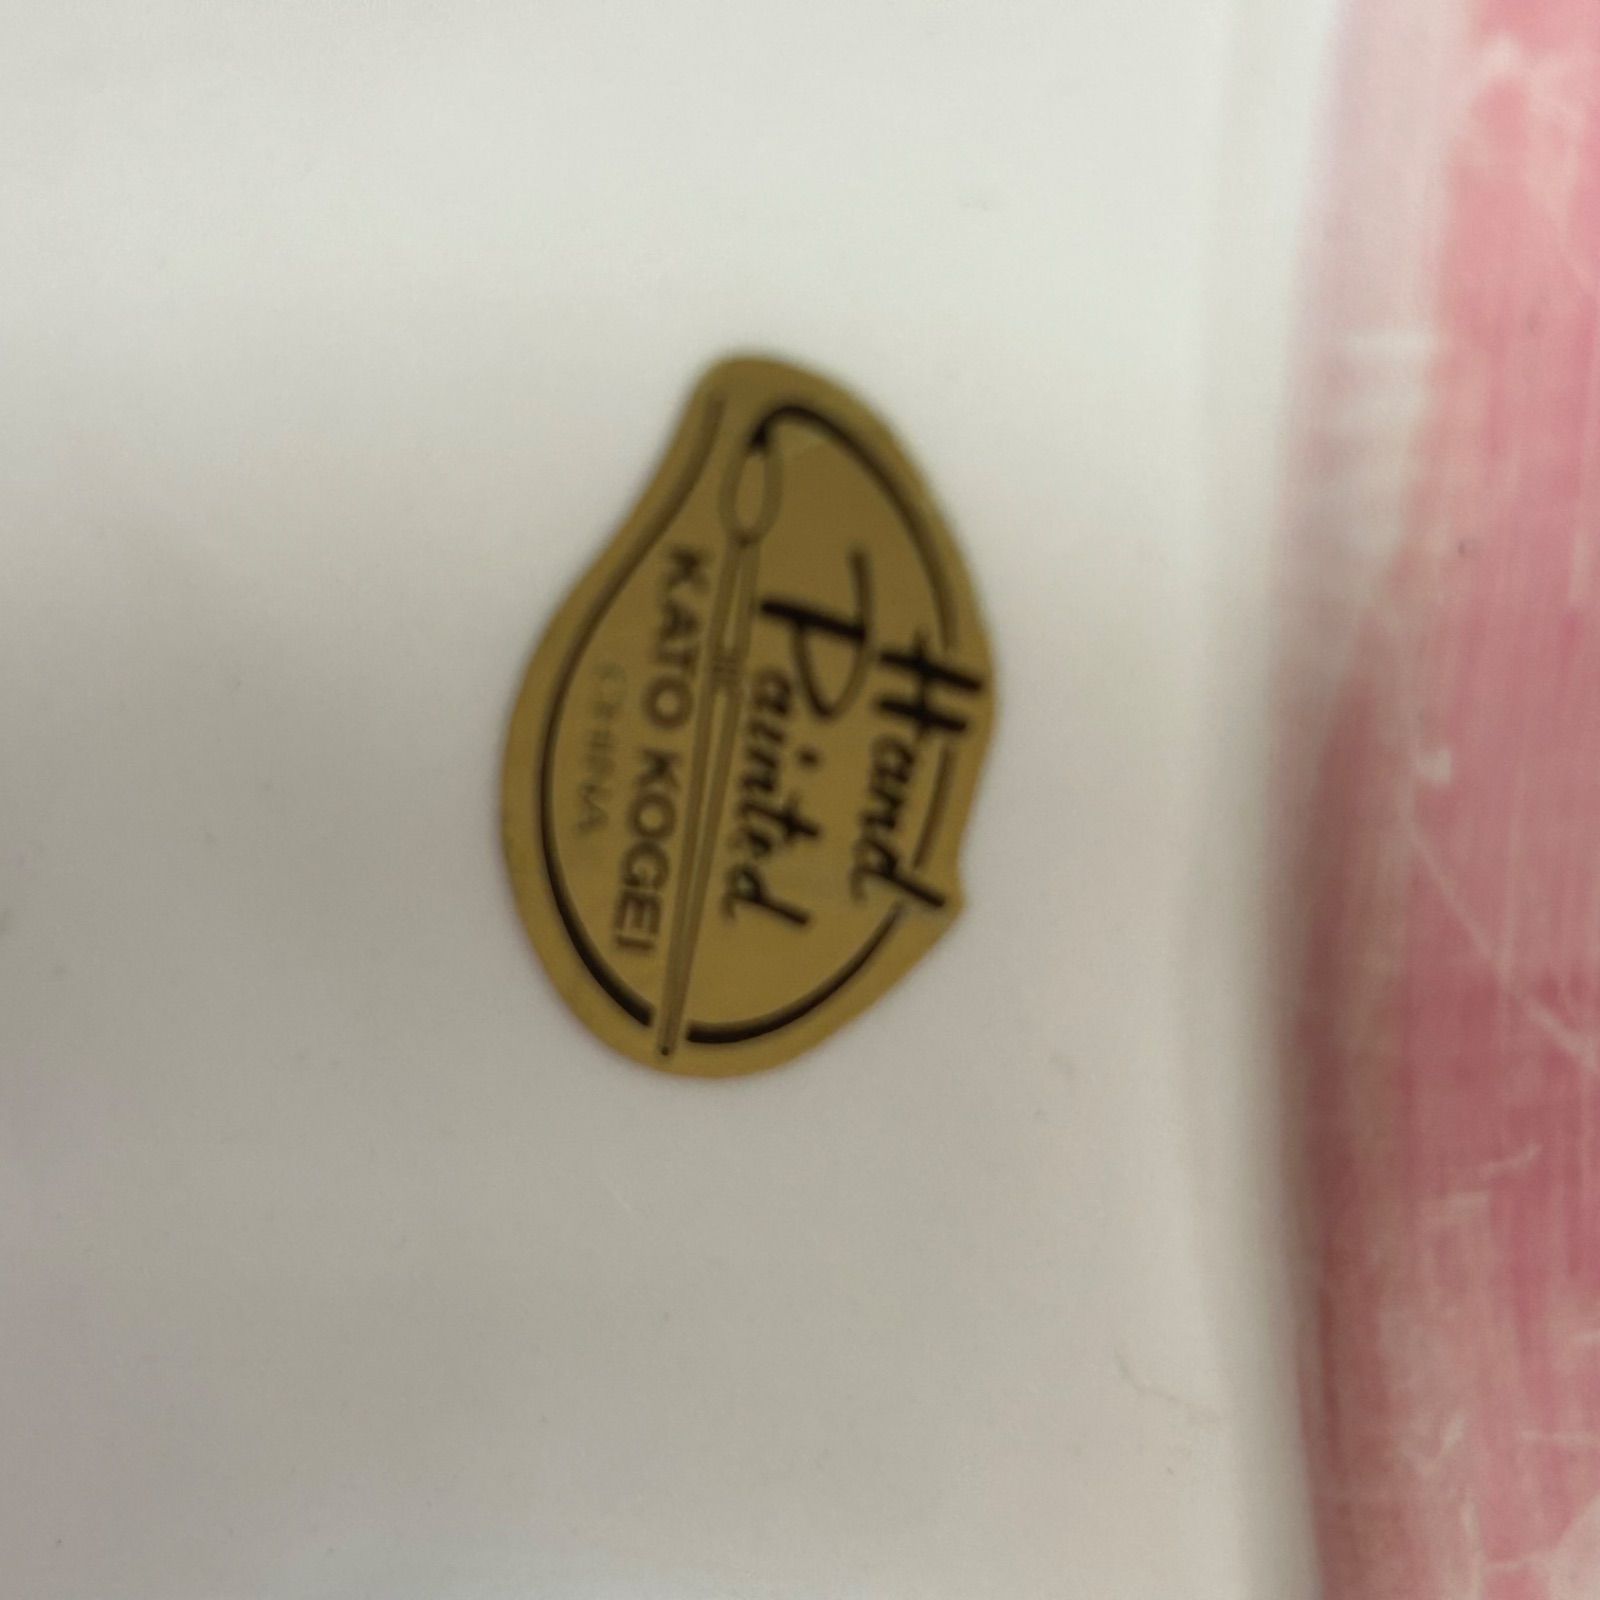 Hand
Painted
KATO KOGEI
CHINA